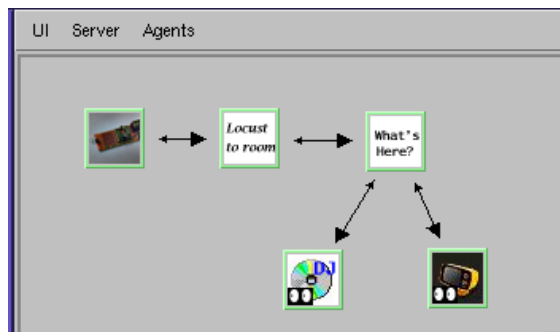 UI Server Agents
Locust
to room
What's
Here?
DJ